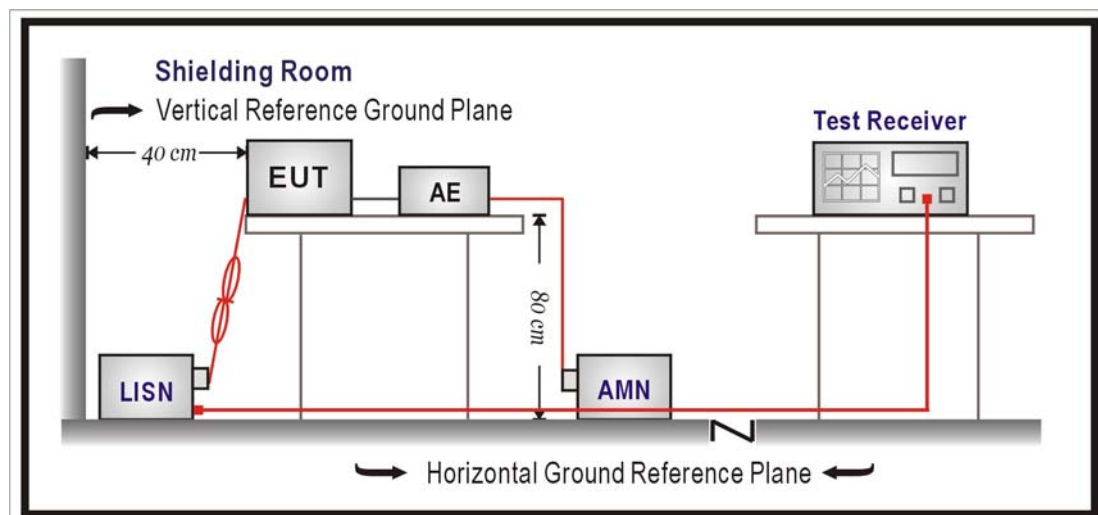 Shielding Room
Vertical Reference Ground Plane
40 cm
EUT
AE
Test Receiver
80 cm
LISN
AMN
Horizontal Ground Reference Plane